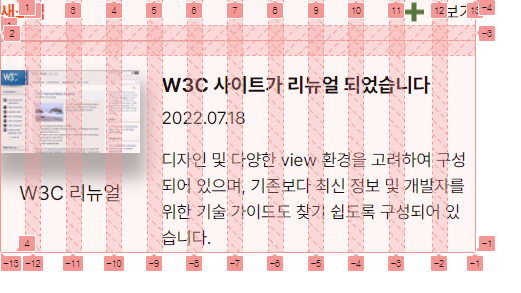 1 3 4 5 6 7 8 9 10 11 12 13 -4
새 보기
2 -3
W3C
W3C 사이트가 리뉴얼 되었습니다
2022.07.18
디자인 및 다양한 view 환경을 고려하여 구성
되어 있으며, 기존보다 최신 정보 및 개발자를
위한 기술 가이드도 찾기 쉽도록 구성되어 있
습니다.
W3C 리뉴얼
4 -1
-13 -12 -11 -10 -9 -8 -7 -6 -5 -4 -3 -2 -1